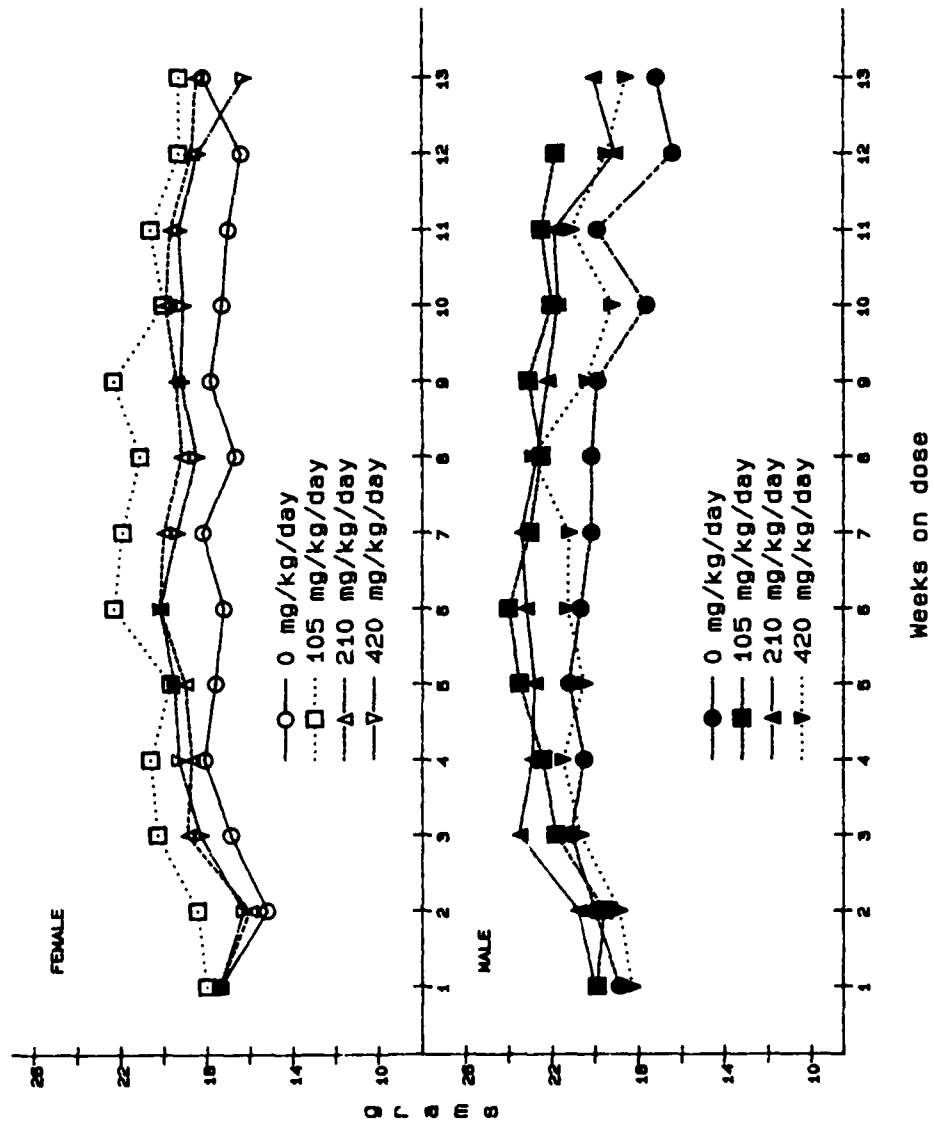 FEMALE
26
22
18
14
10
0 mg/kg/day
105 mg/kg/day
210 mg/kg/day
420 mg/kg/day
1 2 3 4 5 6 7 8 9 10 11 12 13
grams
MALE
26
22
18
14
10
0 mg/kg/day
105 mg/kg/day
210 mg/kg/day
420 mg/kg/day
1 2 3 4 5 6 7 8 9 10 11 12 13
Weeks on dose